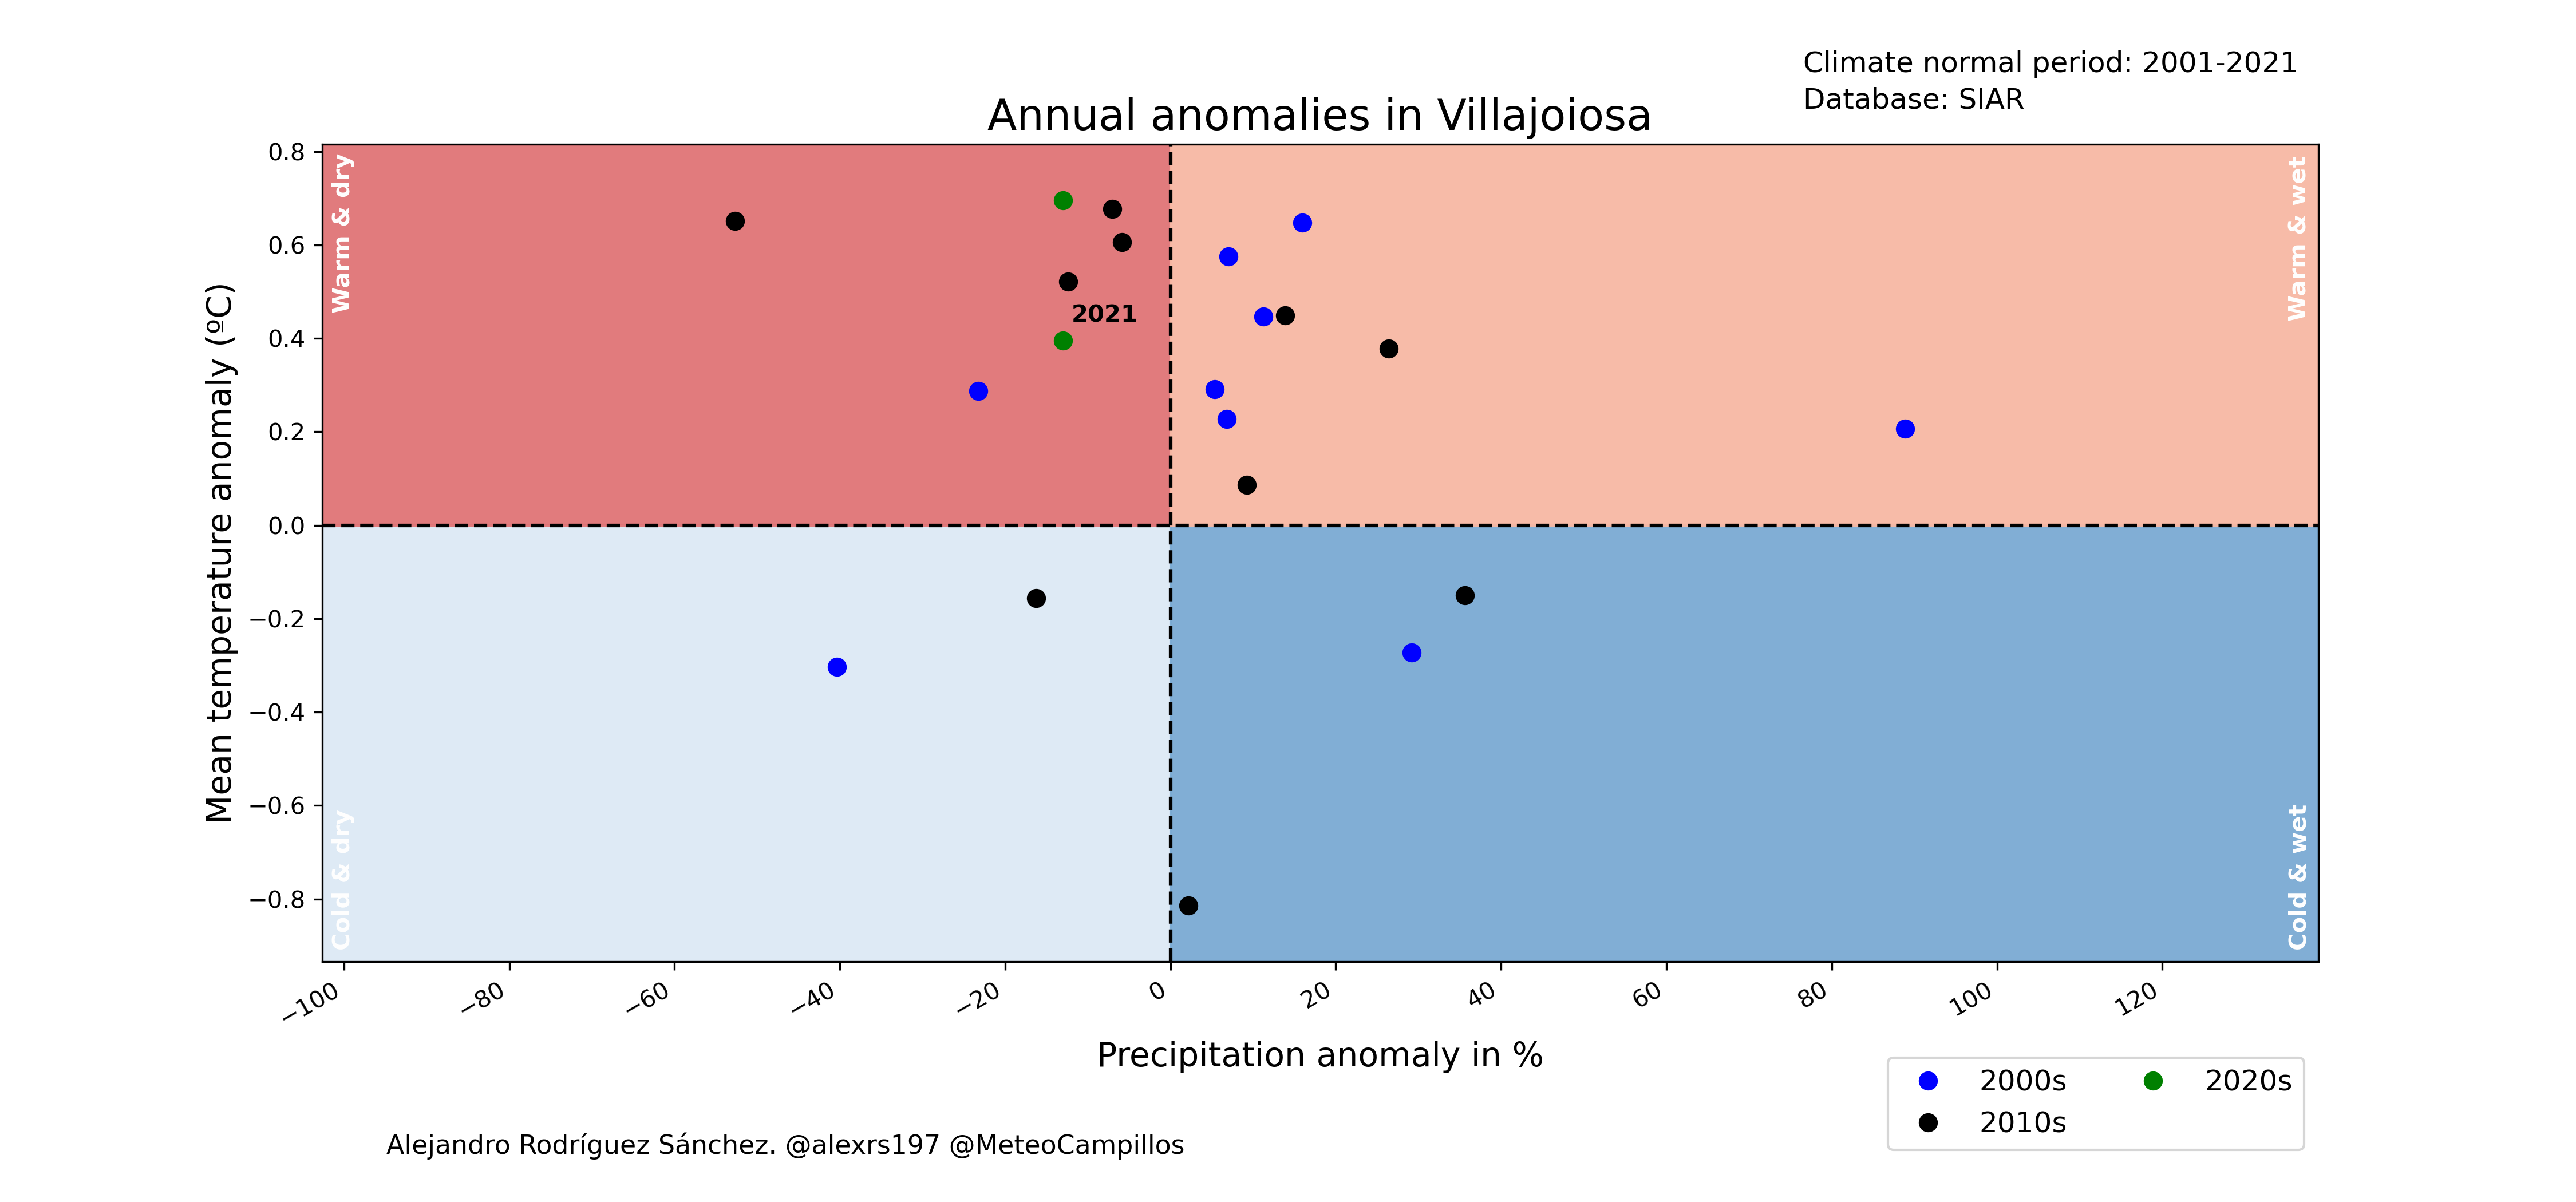 Climate normal period: 2001-2021
Database: SIAR
Annual anomalies in Villajoiosa
Mean temperature anomaly (ºC)
0.8
0.6
0.4
0.2
0.0
−0.2
−0.4
−0.6
−0.8
Warm & dry
Warm & wet
2021
Cold & dry
Cold & wet
−100
−80
−60
−40
−20
0
20
40
60
80
100
120
Precipitation anomaly in %
2000s
2010s
2020s
Alejandro Rodríguez Sánchez. @alexrs197 @MeteoCampillos